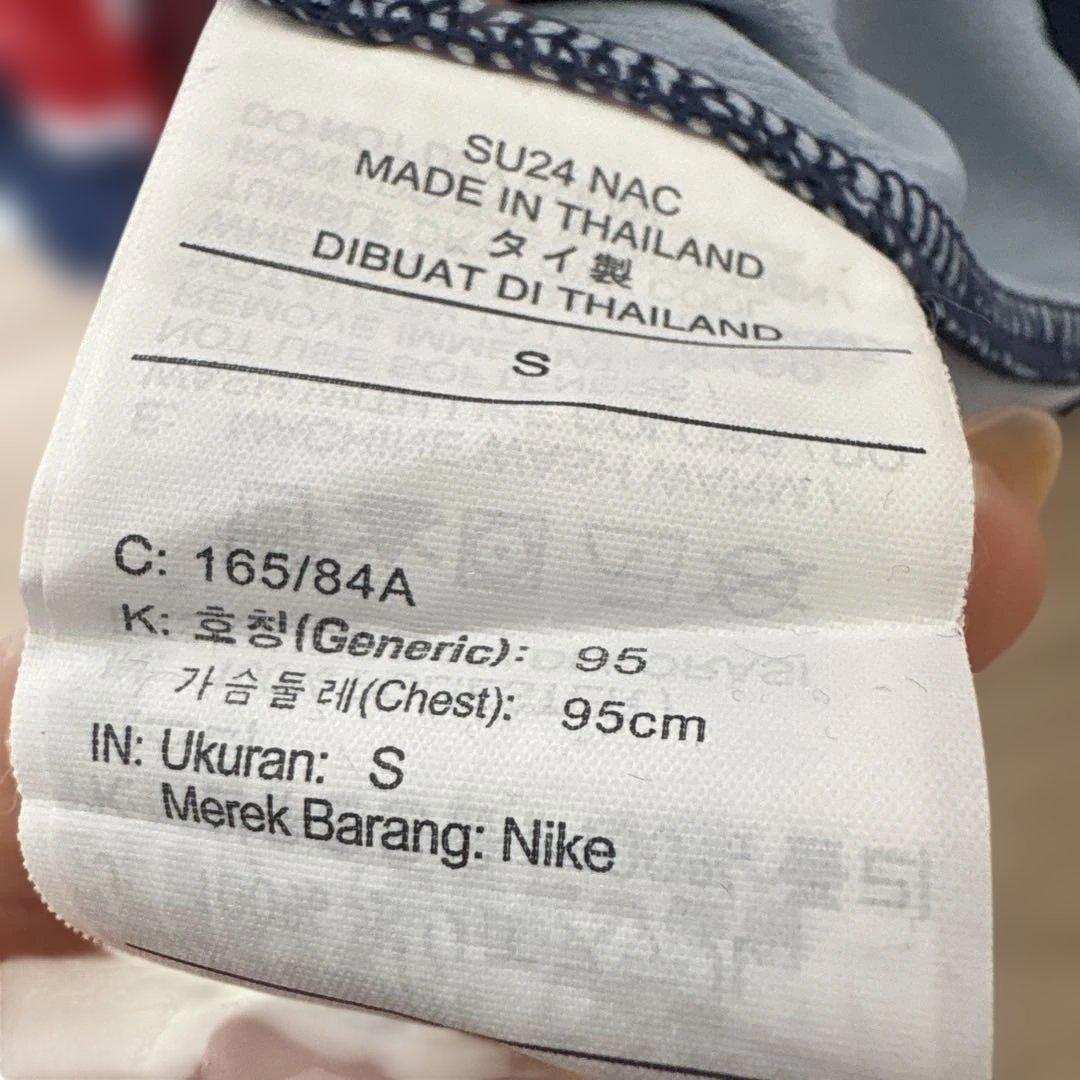 SU24 NAC
MADE IN THAILAND
タイ製
DIBUAT DI THAILAND
S
C: 165/84A
K: 호칭(Generic): 95
가슴둘레(Chest): 95cm
IN: Ukuran: S
Merek Barang: Nike